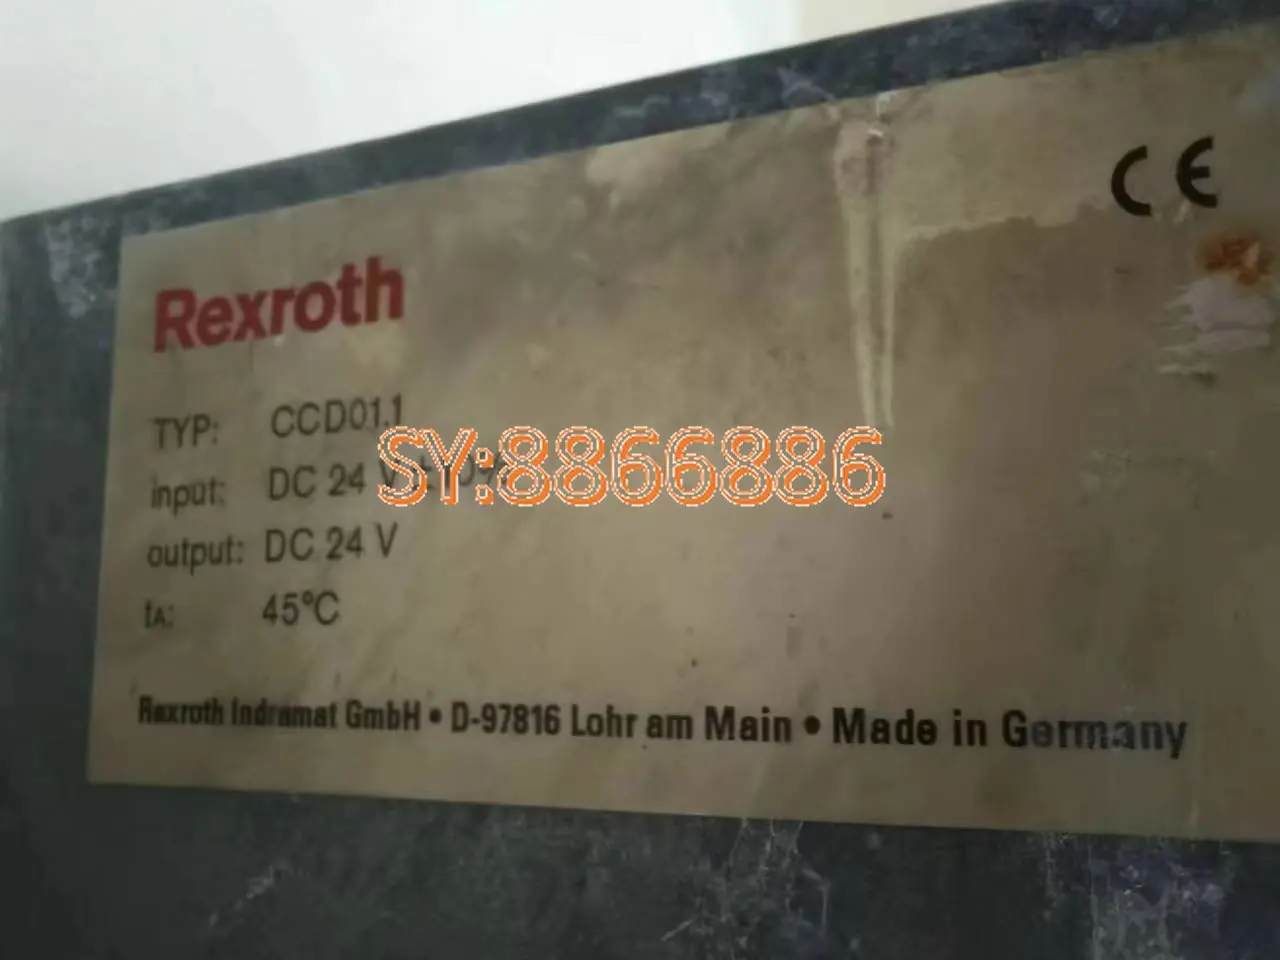 CE
Rexroth
TYP: CCD01.1
SY:8866886
input: DC 24 V ±10%
output: DC 24 V
tA: 45°C
Rexroth Indramat GmbH • D-97816 Lohr am Main • Made in Germany